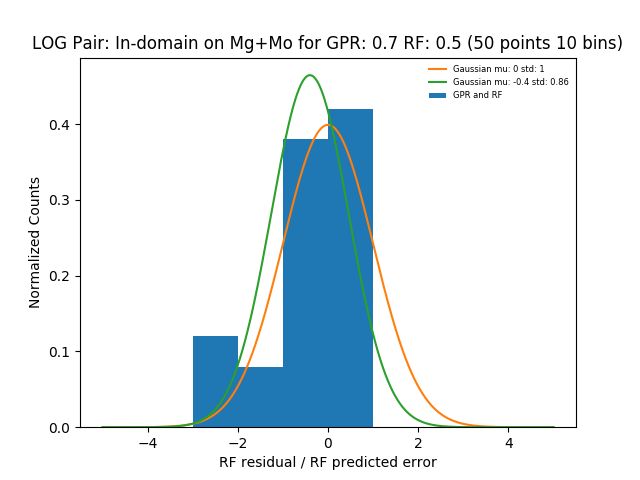 LOG Pair: In-domain on Mg+Mo for GPR: 0.7 RF: 0.5 (50 points 10 bins)
Gaussian mu: 0 std: 1
Gaussian mu: -0.4 std: 0.86
GPR and RF
Normalized Counts
0.4
0.3
0.2
0.1
0.0
−4 −2 0 2 4
RF residual / RF predicted error